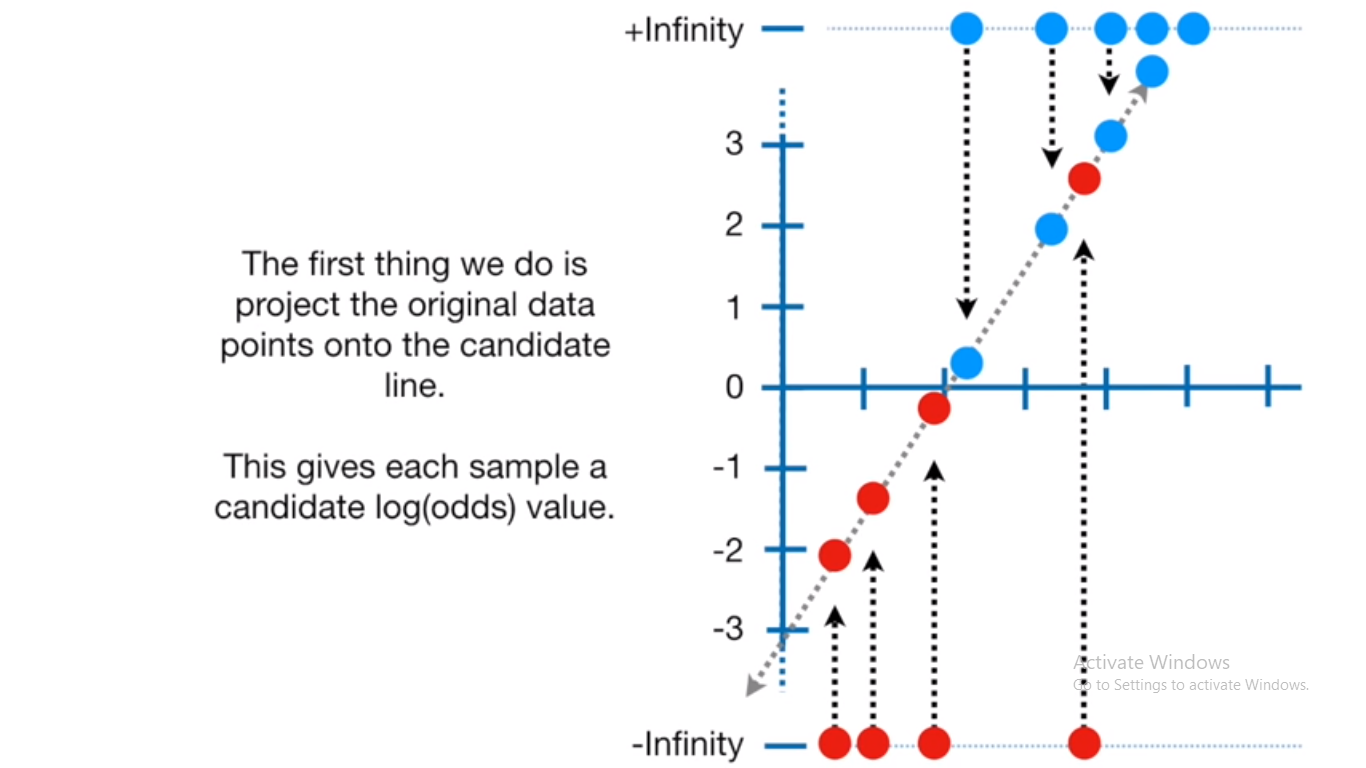 +Infinity
3
2
The first thing we do is
project the original data
points onto the candidate
line.
1
0
This gives each sample a
candidate log(odds) value.
-1
-2
-3
Activate Windows
Go to Settings to activate Windows.
-Infinity